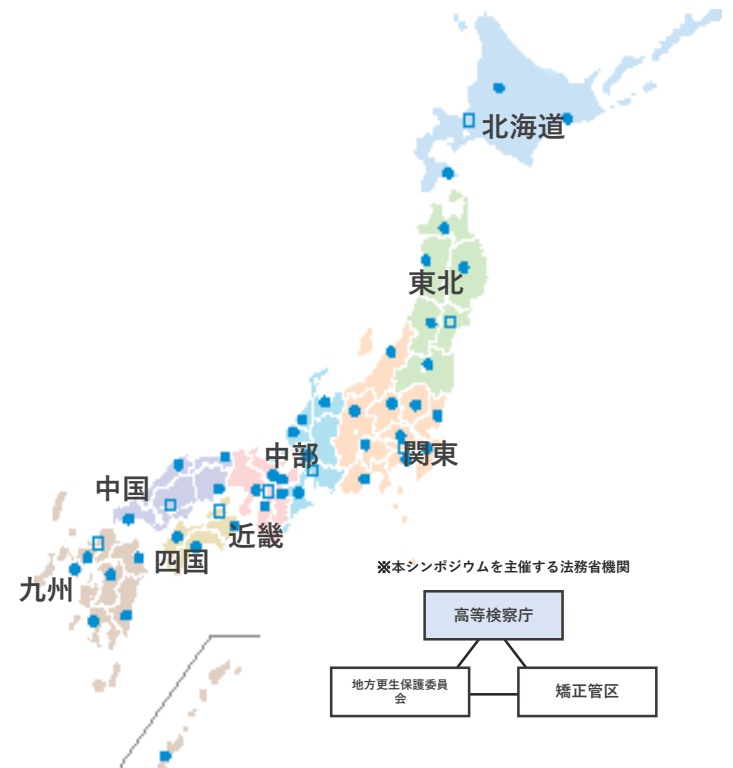 北海道
東北
関東
中部
中国
近畿
四国
九州
※本シンポジウムを主催する法務省機関
高等検察庁
地方更生保護委員
会
矯正管区